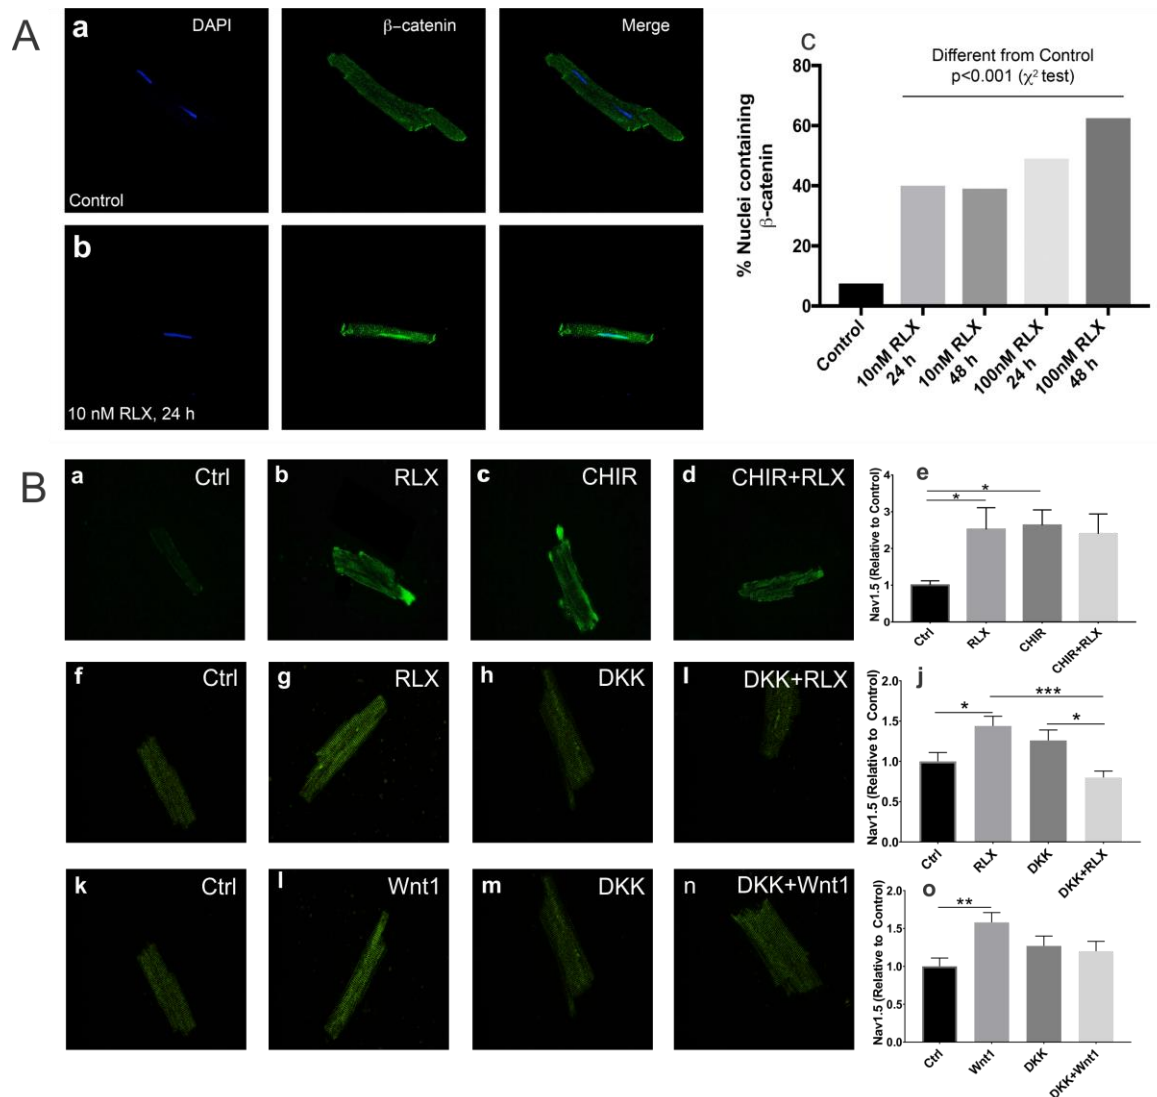 A
a
DAPI
β–catenin
Merge
Control
b
10 nM RLX, 24 h
c
Different from Control
p<0.001 (χ² test)
% Nuclei containing
β-catenin
80
60
40
20
0
Control
10nM RLX
24 h
10nM RLX
48 h
100nM RLX
24 h
100nM RLX
48 h
B
a
Ctrl
b
RLX
c
CHIR
d
CHIR+RLX
e
Nav1.5 (Relative to Control)
4
3
2
1
0
*
*
Ctrl
RLX
CHIR
CHIR+RLX
f
Ctrl
g
RLX
h
DKK
l
DKK+RLX
j
Nav1.5 (Relative to Control)
2.0
1.5
1.0
0.5
0.0
***
*
*
Ctrl
RLX
DKK
DKK+RLX
k
Ctrl
l
Wnt1
m
DKK
n
DKK+Wnt1
o
Nav1.5 (Relative to Control)
2.0
1.5
1.0
0.5
0.0
**
Ctrl
Wnt1
DKK
DKK+Wnt1